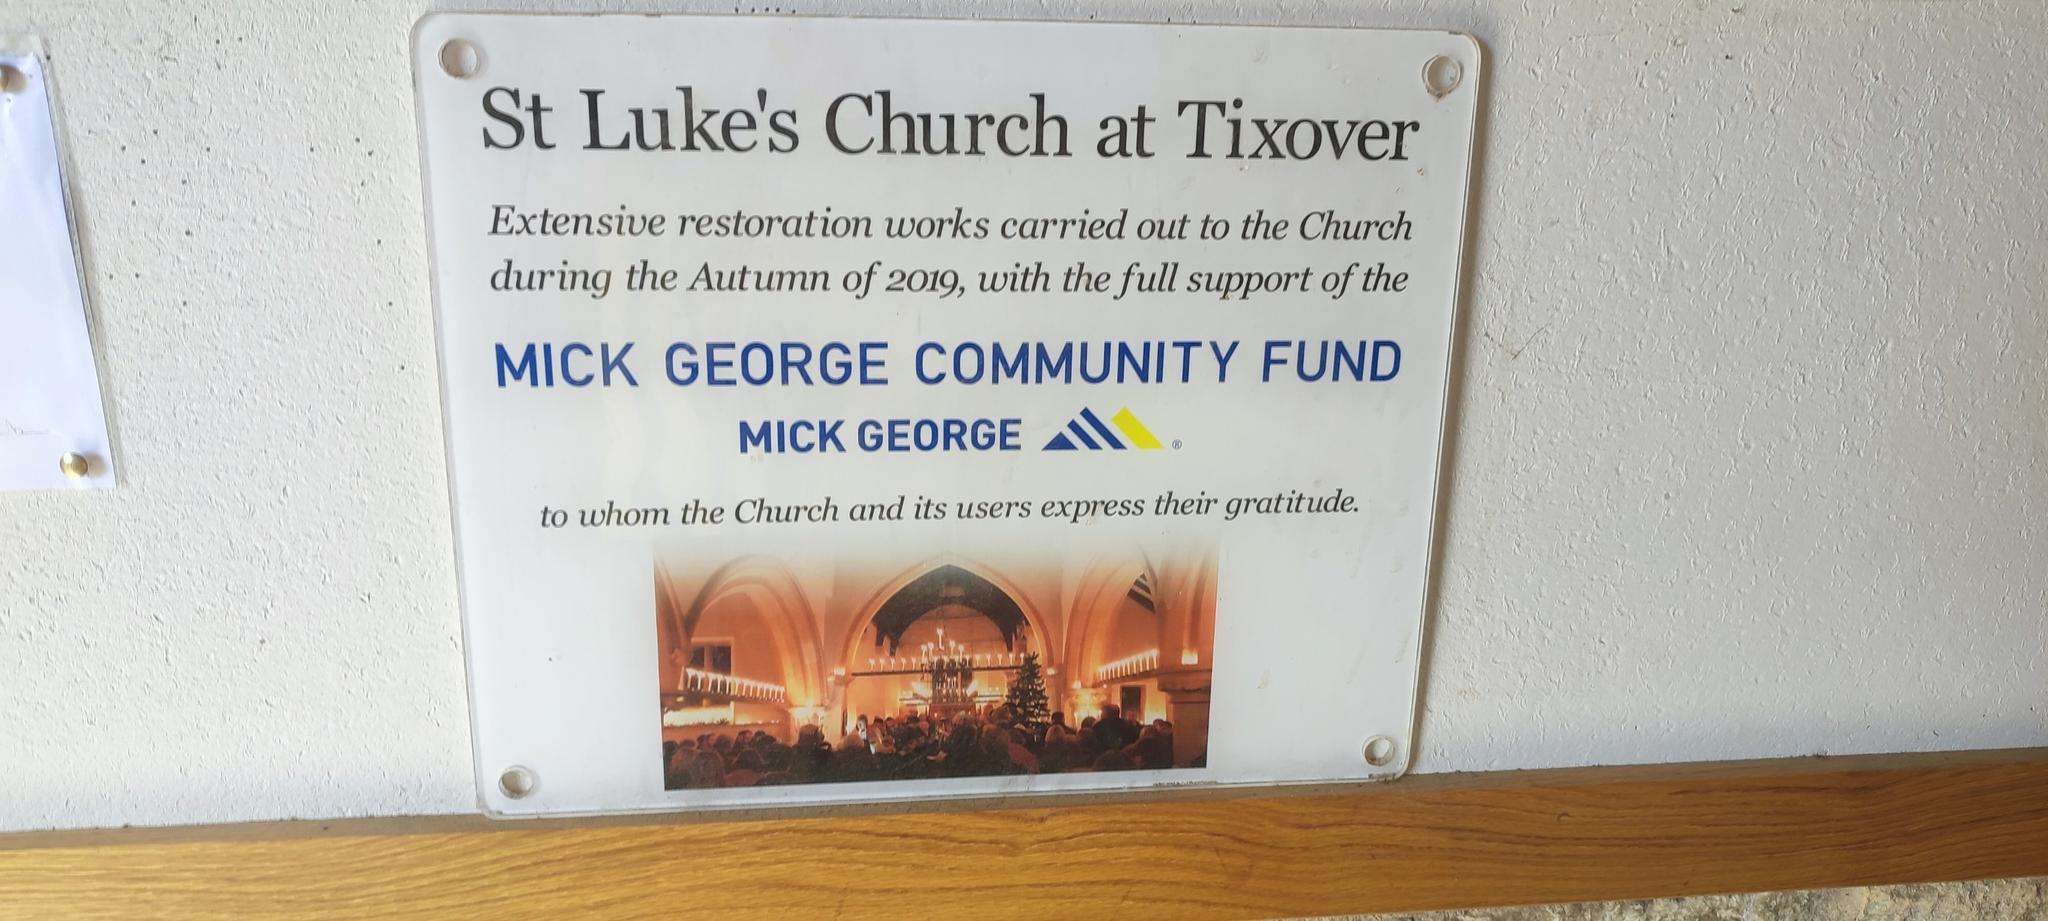 St Luke's Church at Tixover
Extensive restoration works carried out to the Church
during the Autumn of 2019, with the full support of the
MICK GEORGE COMMUNITY FUND
MICK GEORGE ®
to whom the Church and its users express their gratitude.